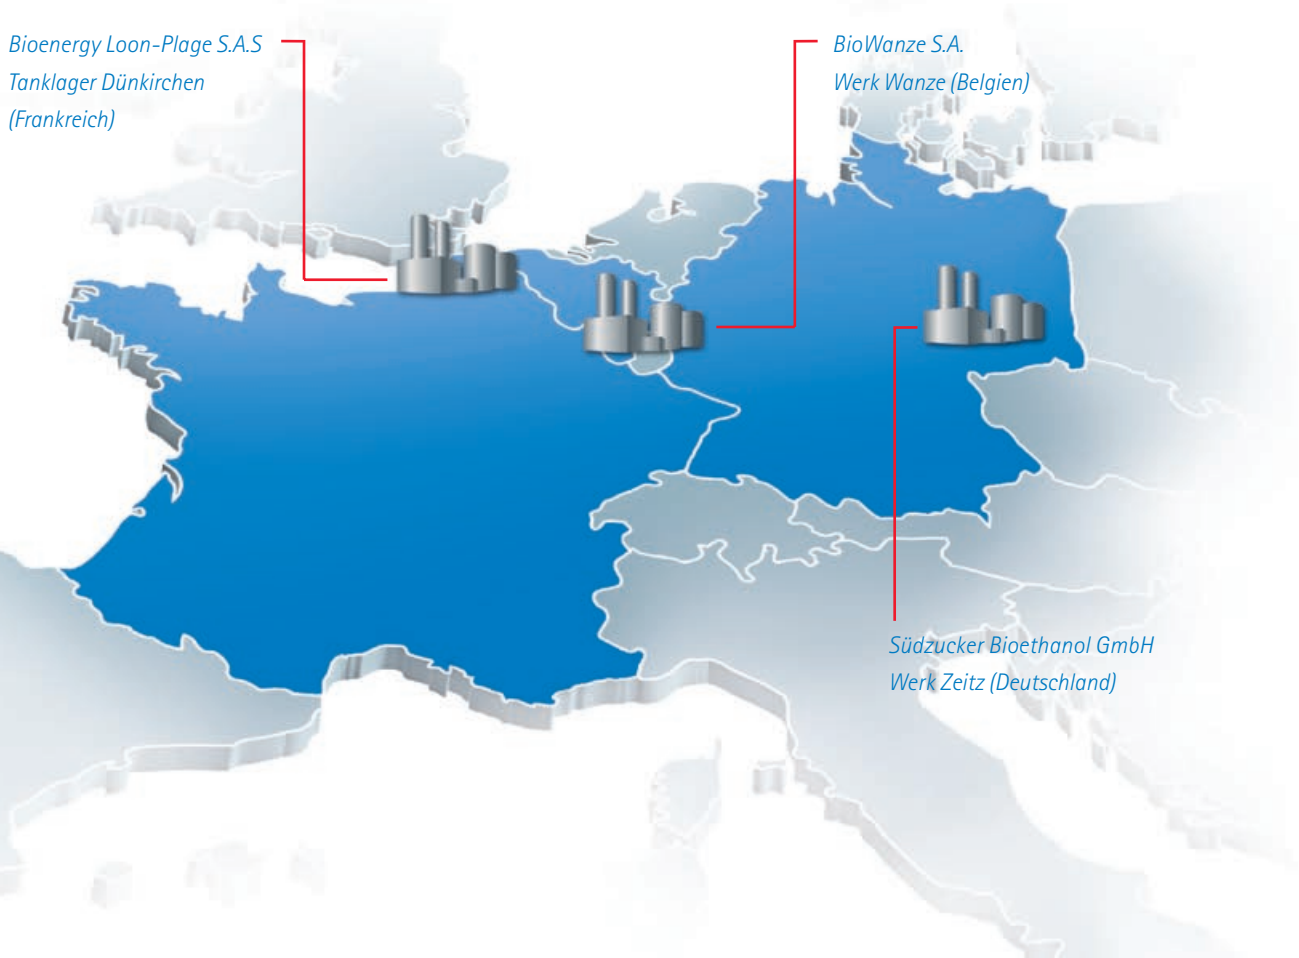 Bioenergy Loon-Plage S.A.S
Tanklager Dünkirchen
(Frankreich)
BioWanze S.A.
Werk Wanze (Belgien)
Südzucker Bioethanol GmbH
Werk Zeitz (Deutschland)